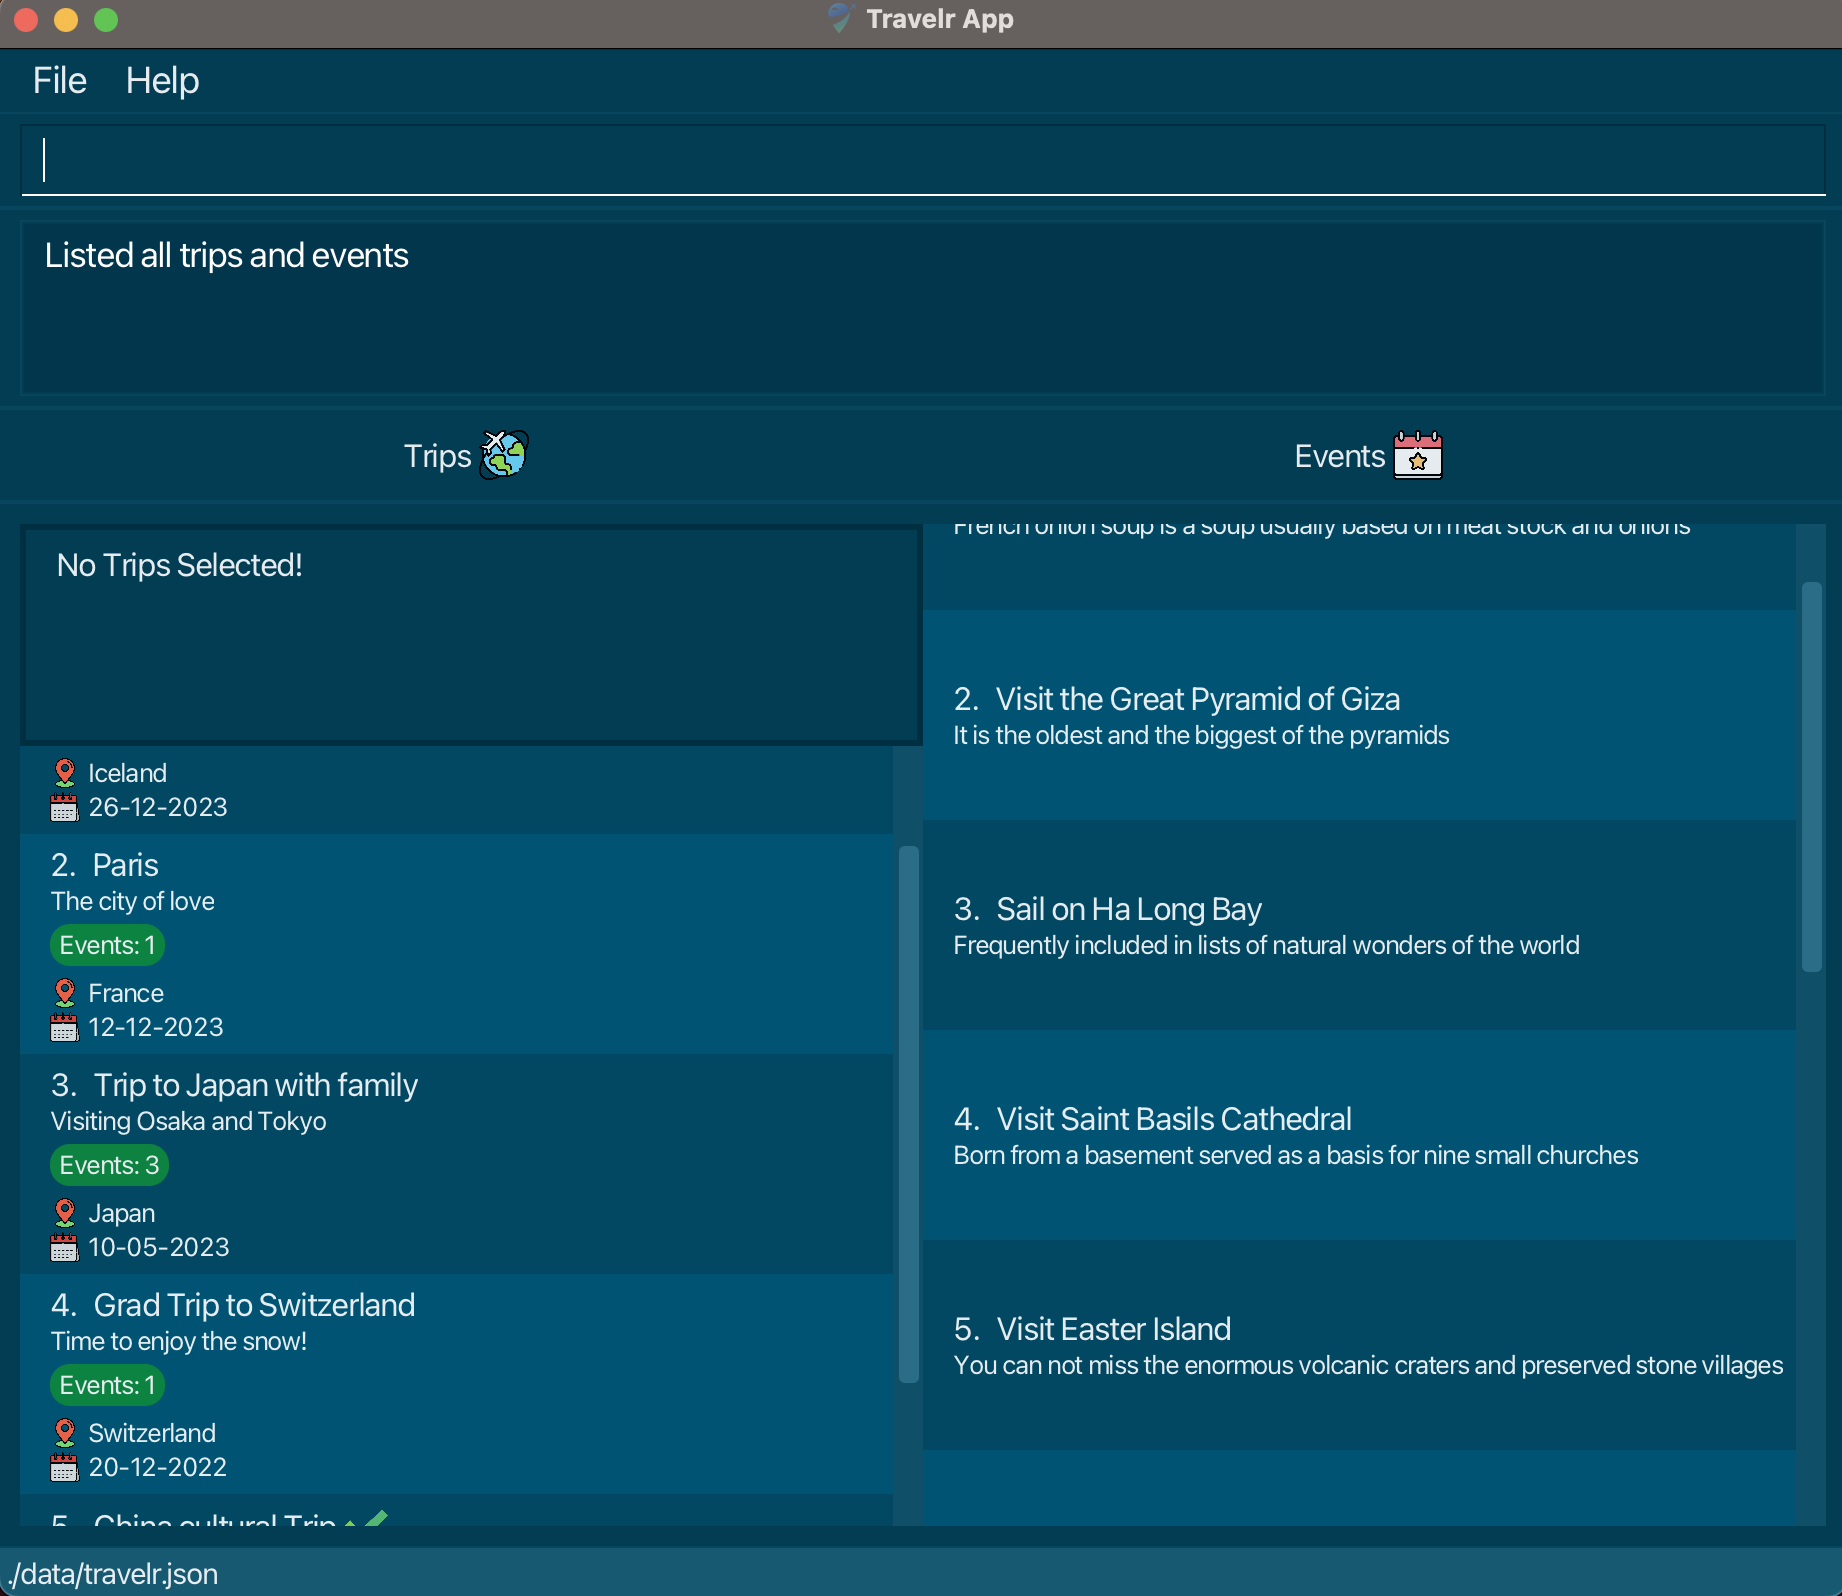 Travelr App
File Help
Listed all trips and events
Trips
Events
No Trips Selected!
Iceland
26-12-2023
2. Paris
The city of love
Events: 1
France
12-12-2023
3. Trip to Japan with family
Visiting Osaka and Tokyo
Events: 3
Japan
10-05-2023
4. Grad Trip to Switzerland
Time to enjoy the snow!
Events: 1
Switzerland
20-12-2022
5. China cultural Trip
French onion soup is a soup usually based on meat stock and onions
2. Visit the Great Pyramid of Giza
It is the oldest and the biggest of the pyramids
3. Sail on Ha Long Bay
Frequently included in lists of natural wonders of the world
4. Visit Saint Basils Cathedral
Born from a basement served as a basis for nine small churches
5. Visit Easter Island
You can not miss the enormous volcanic craters and preserved stone villages
./data/travelr.json